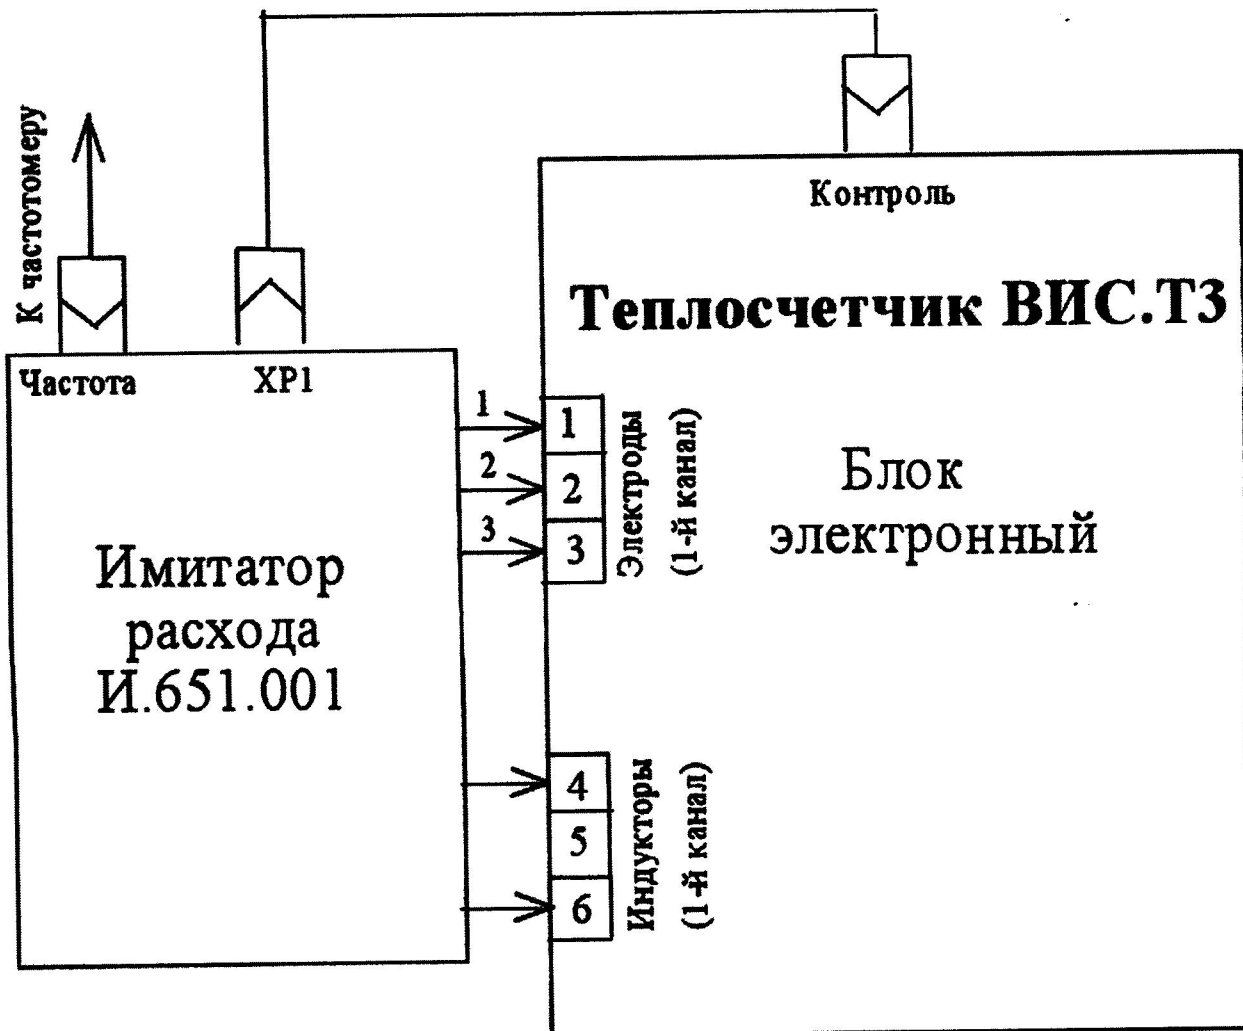 К частотомеру
Контроль
Теплосчетчик ВИС.Т3
Частота
ХР1
1
2
3
1
2
3
Электроды
(1-й канал)
Блок
электронный
Имитатор
расхода
И.651.001
4
5
6
Индукторы
(1-й канал)